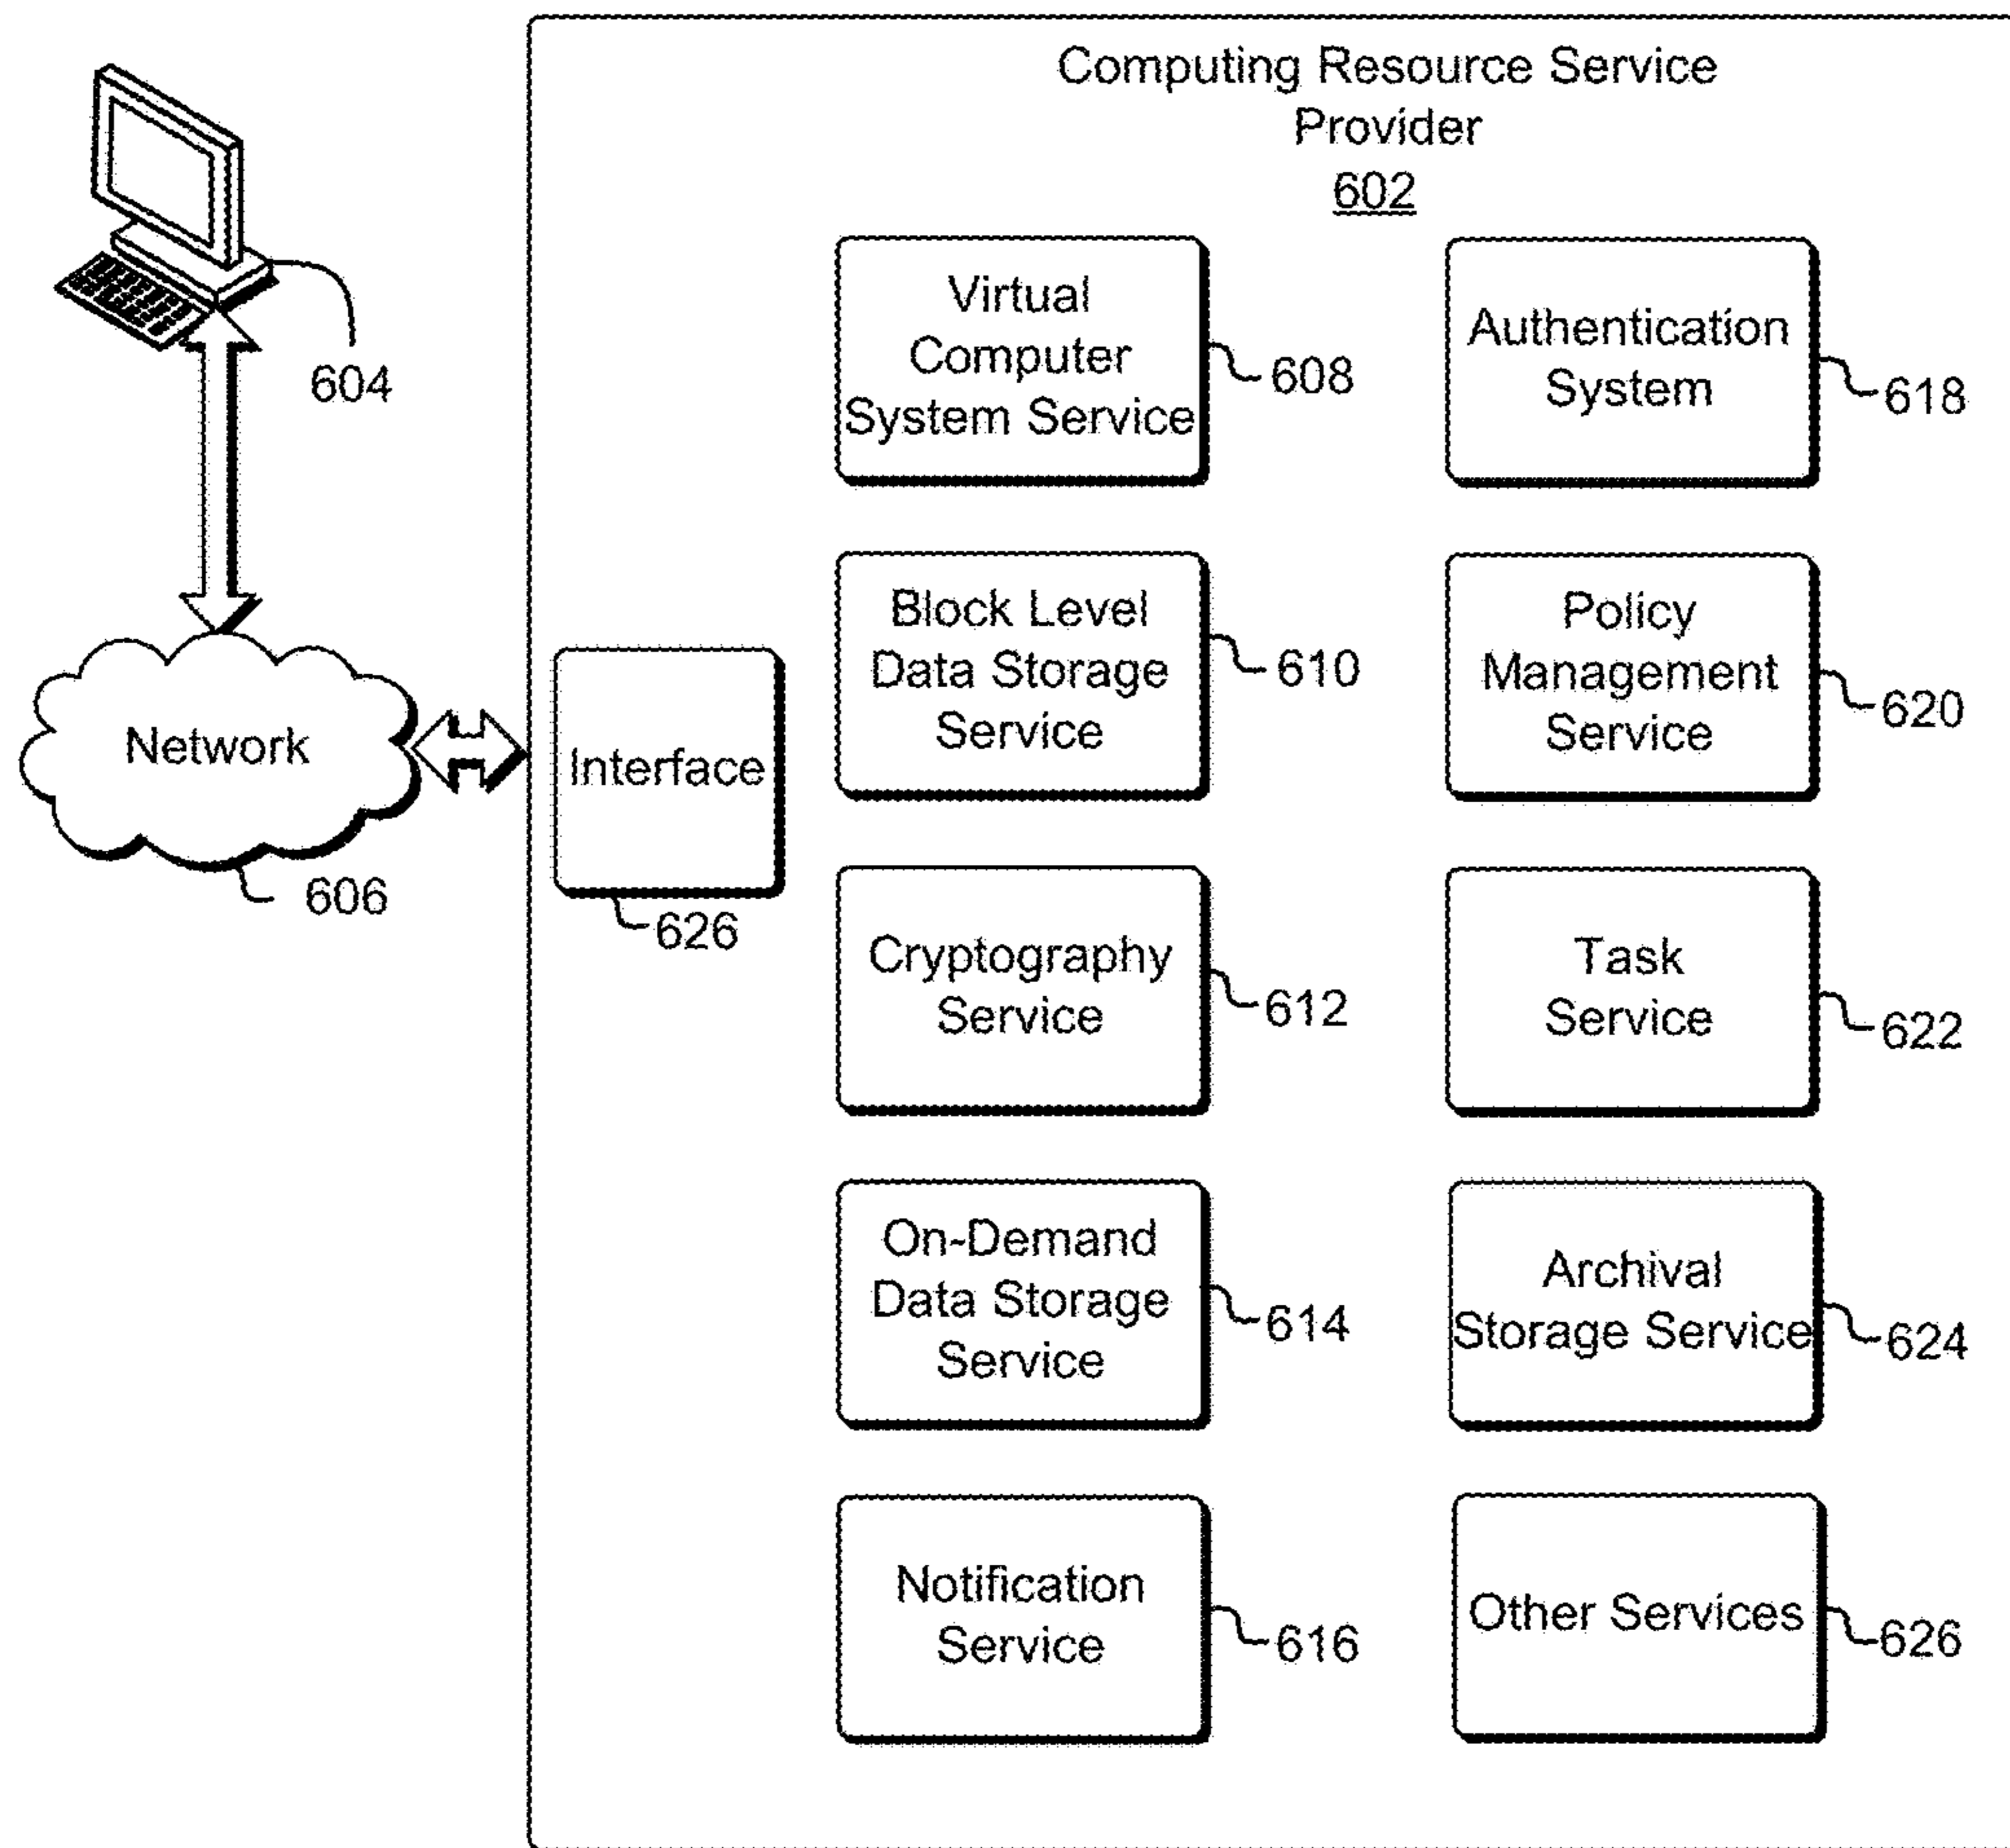 Computing Resource Service
Provider
602
604
Network
606
Interface
626
Virtual
Computer
System Service
608
Authentication
System
618
Block Level
Data Storage
Service
610
Policy
Management
Service
620
Cryptography
Service
612
Task
Service
622
On-Demand
Data Storage
Service
614
Archival
Storage Service
624
Notification
Service
616
Other Services
626